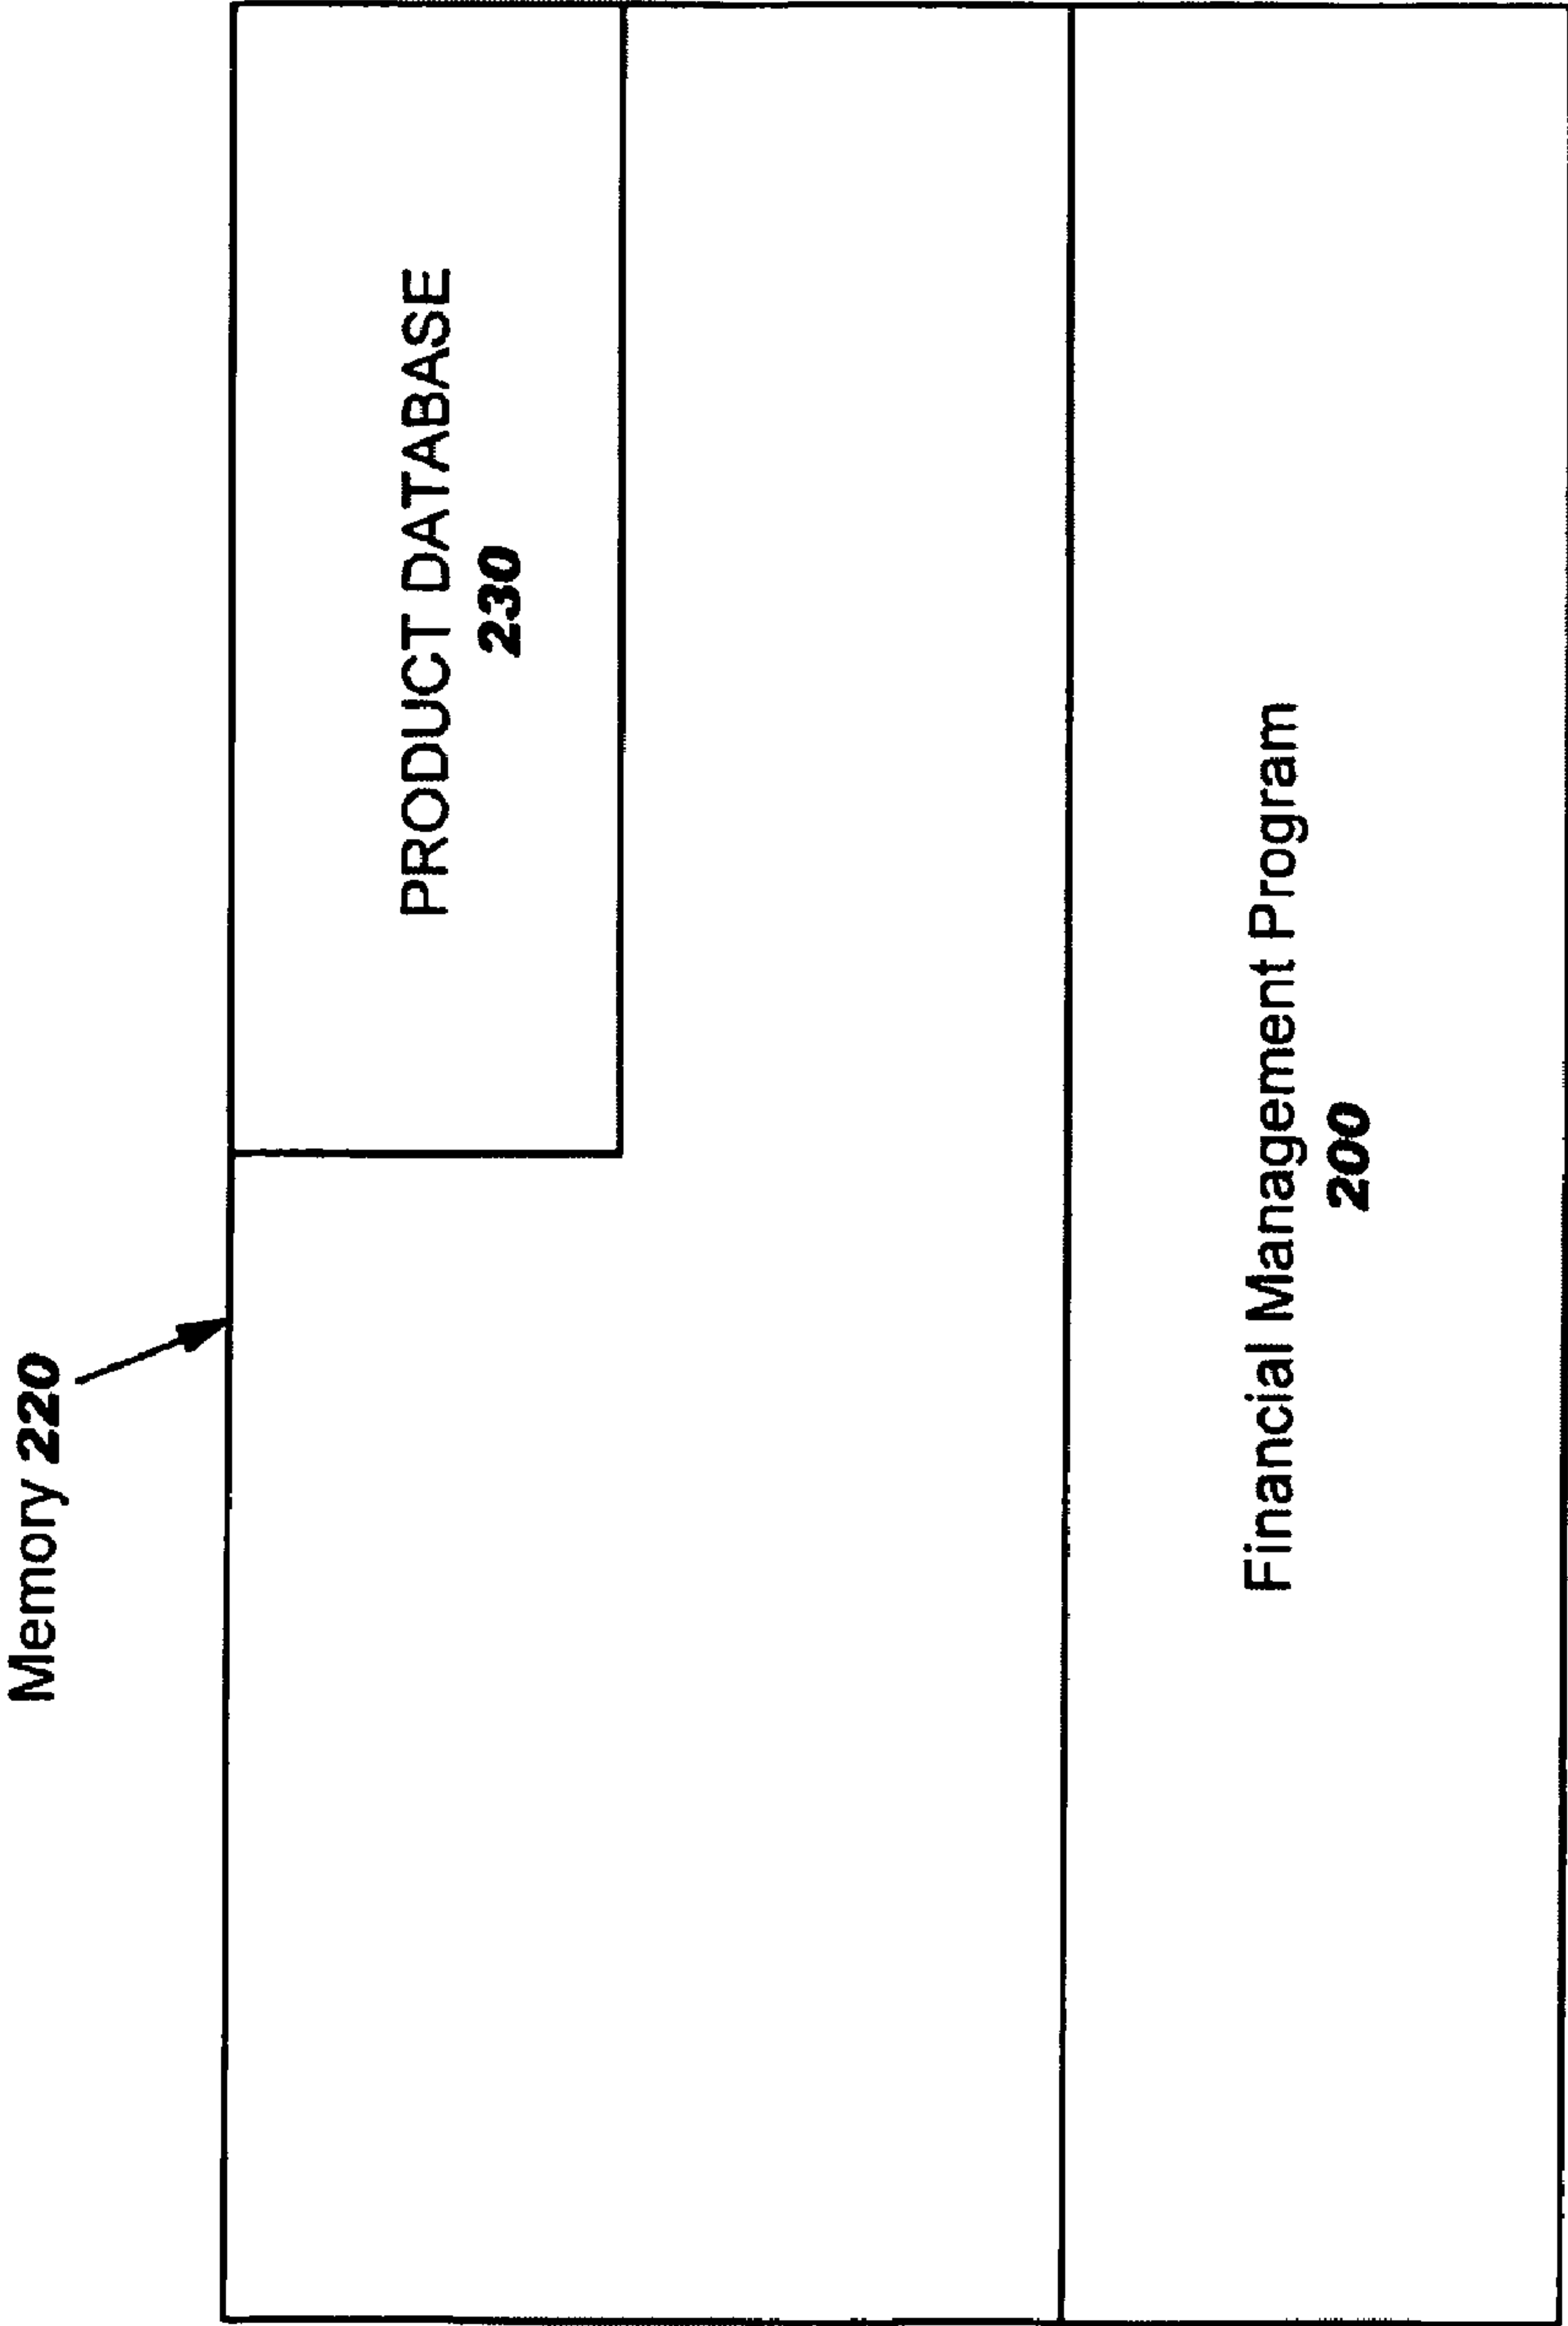 Memory 220
PRODUCT DATABASE
230
Financial Management Program
200